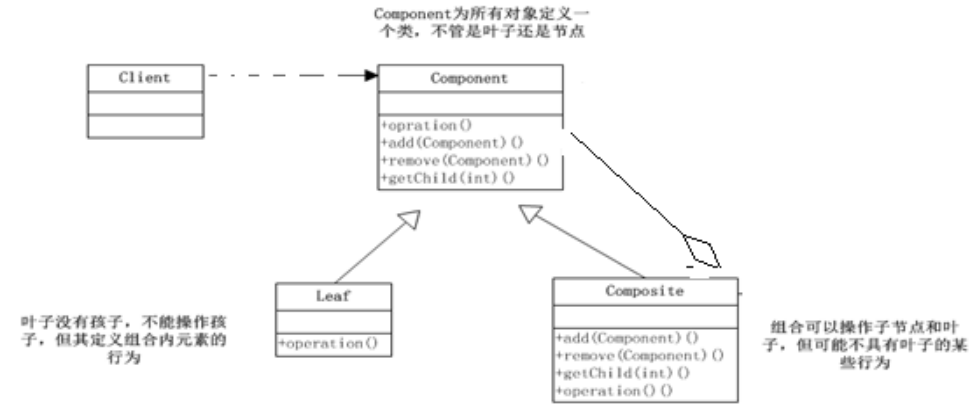 Component为所有对象定义一
个类，不管是叶子还是节点
Client
Component
+opration()
+add(Component)()
+remove(Component)()
+getChild(int)()
Leaf
+operation()
叶子没有孩子，不能操作孩
子，但其定义组合内元素的
行为
Composite
+add(Component)()
+remove(Component)()
+getChild(int)()
+operation()()
组合可以操作子节点和叶
子，但可能不具有叶子的某
些行为